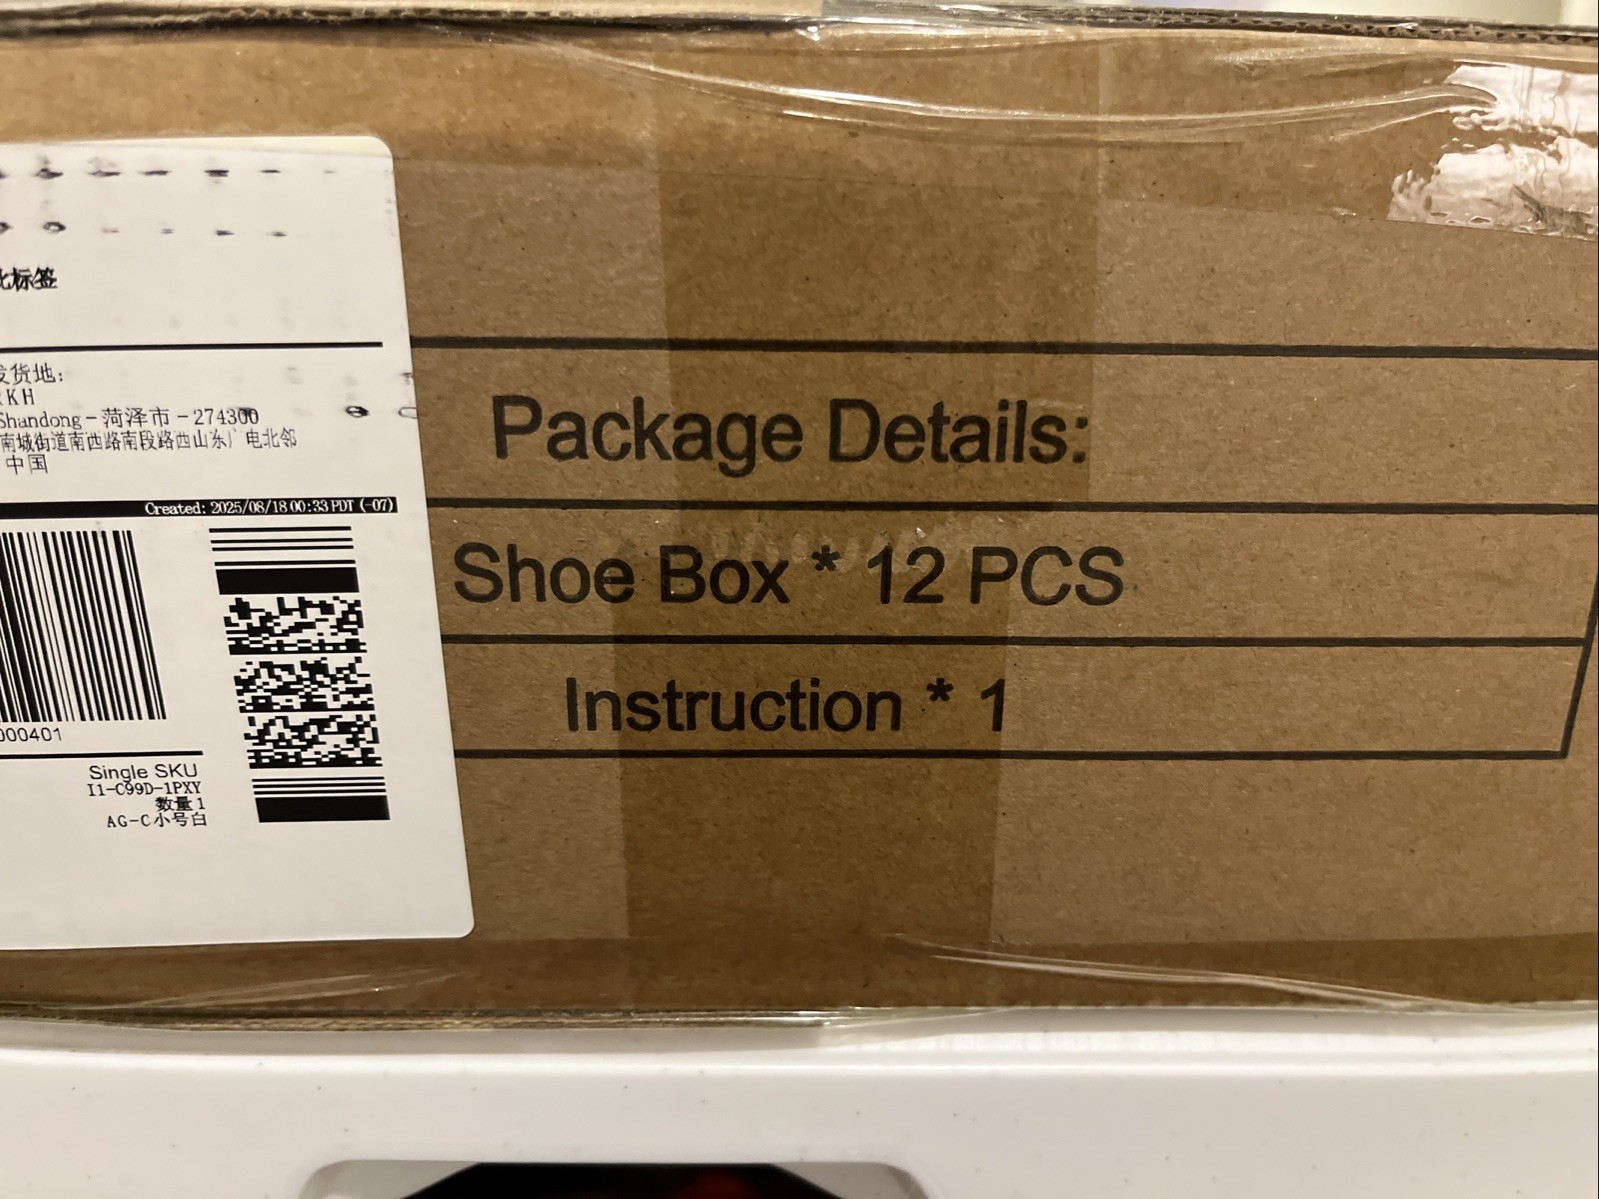 标签
货地:
KH
Shandong-菏泽市-274300
南城街道南西路南段路西山东广电北邻
中国
Created: 2025/08/18 00:33 PDT (-07)
000401
Single SKU
I1-C99D-1PXY
数量 1
AG-C小号白
Package Details:
Shoe Box * 12 PCS
Instruction * 1